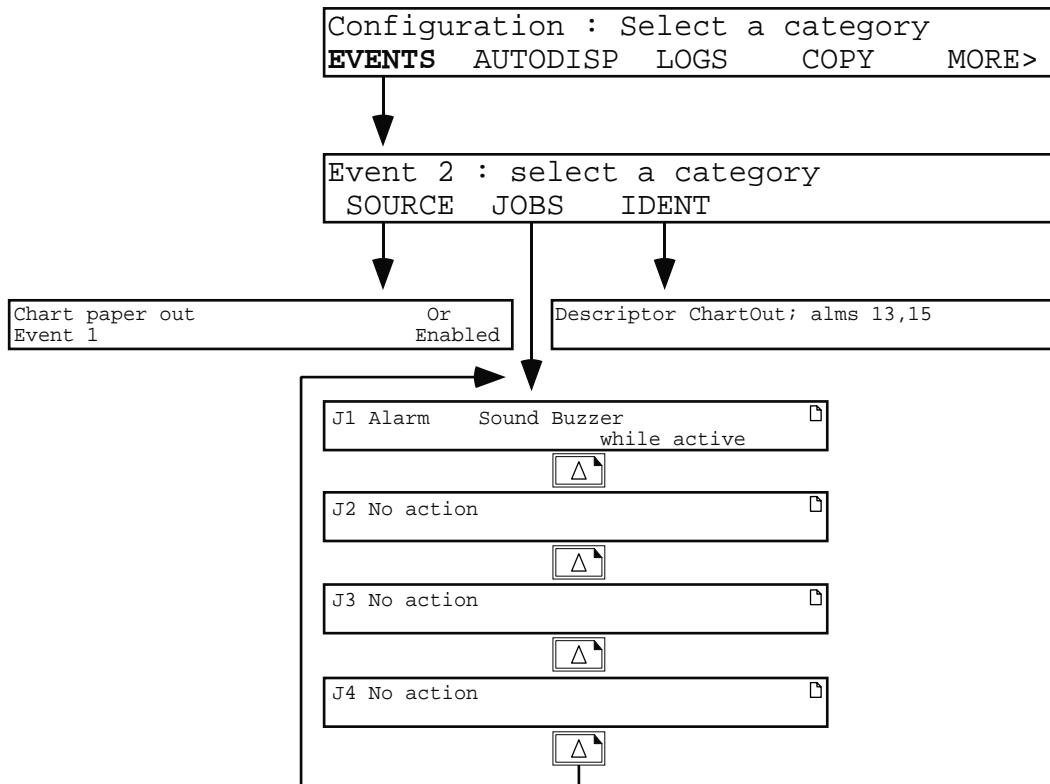 Configuration : Select a category
EVENTS AUTODISP LOGS COPY MORE>
Event 2 : select a category
SOURCE JOBS IDENT
Chart paper out Or
Event 1 Enabled
Descriptor ChartOut; alms 13,15
J1 Alarm Sound Buzzer
while active
J2 No action
J3 No action
J4 No action